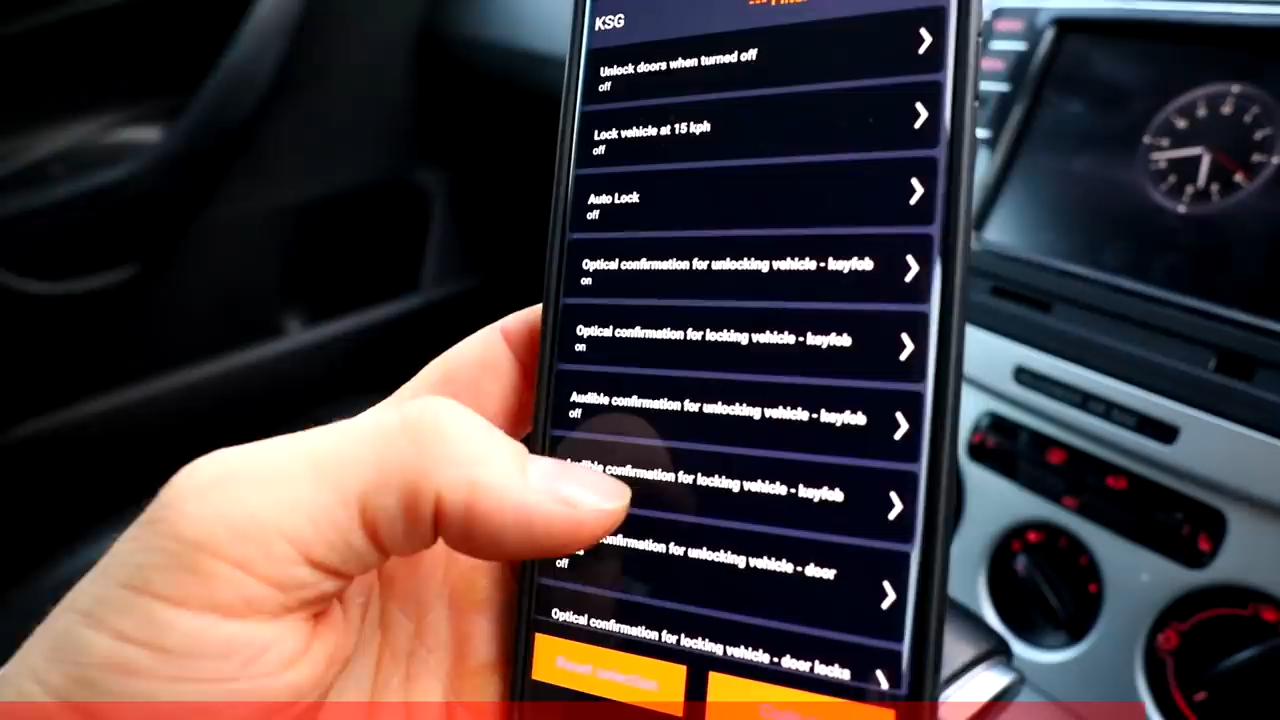 KSG
Unlock doors when turned off
off
Lock vehicle at 15 kph
off
Auto Lock
off
Optical confirmation for unlocking vehicle - keyfob
on
Optical confirmation for locking vehicle - keyfob
on
Audible confirmation for unlocking vehicle - keyfob
off
confirmation for locking vehicle - keyfob
confirmation for unlocking vehicle - door
off
Optical confirmation for locking vehicle - door locks
Reset selection